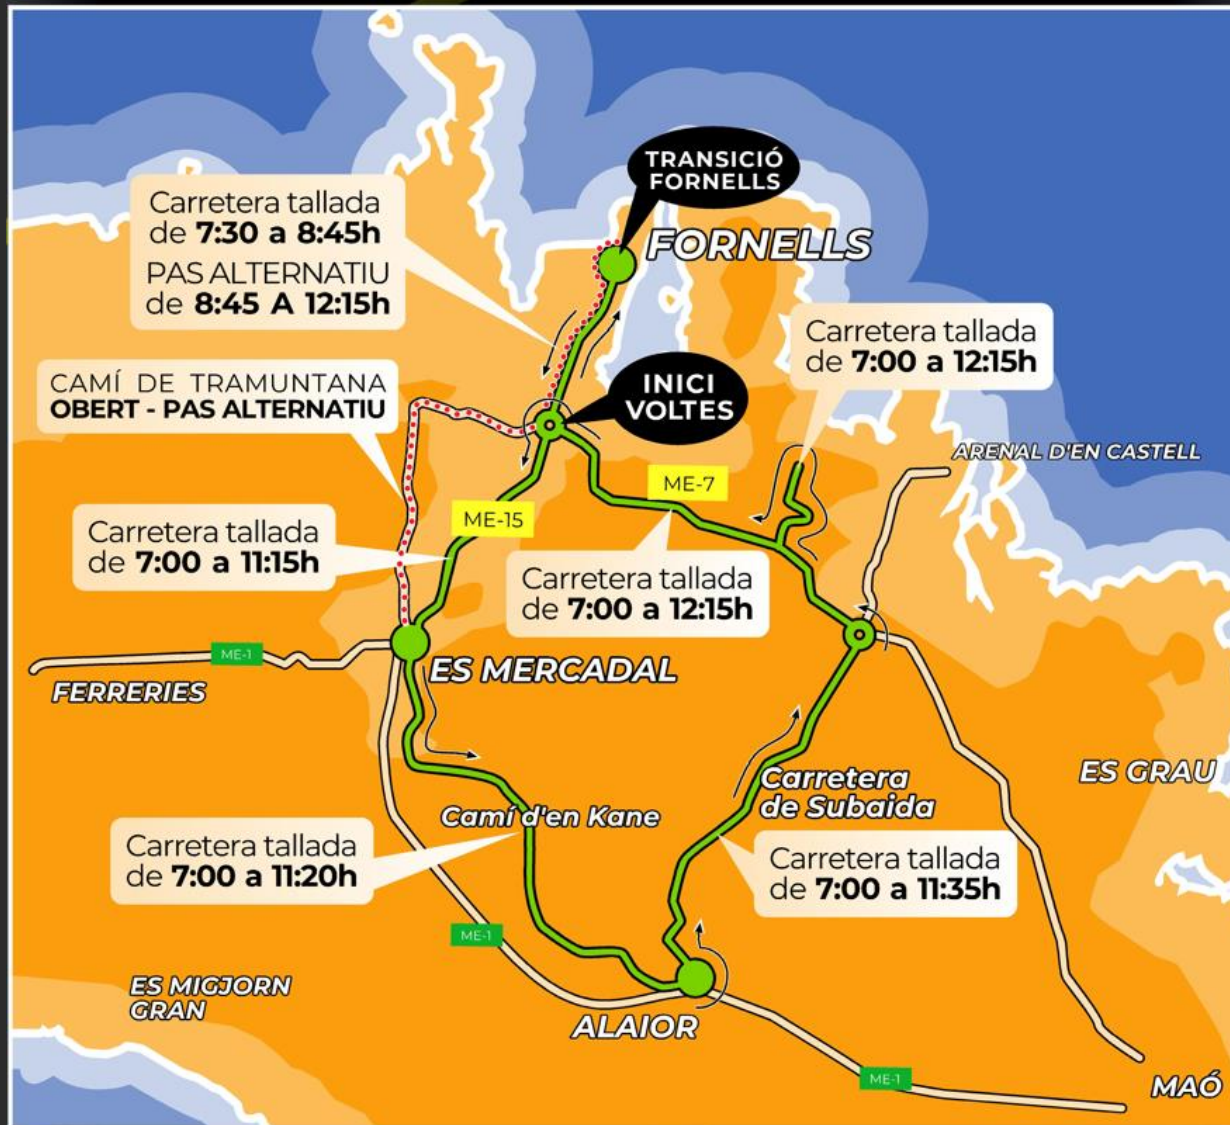 TRANSICIÓ
FORNELLS
Carretera tallada
de 7:30 a 8:45h
PAS ALTERNATIU
de 8:45 A 12:15h
FORNELLS
Carretera tallada
de 7:00 a 12:15h
CAMÍ DE TRAMUNTANA
OBERT - PAS ALTERNATIU
INICI
VOLTES
ARENAL D'EN CASTELL
ME-7
ME-15
Carretera tallada
de 7:00 a 11:15h
Carretera tallada
de 7:00 a 12:15h
ME-1
ES MERCADAL
FERRERIES
ES GRAU
Carretera
de Subaida
Camí d'en Kane
Carretera tallada
de 7:00 a 11:20h
Carretera tallada
de 7:00 a 11:35h
ME-1
ES MIGJORN
GRAN
ALAIOR
ME-1
MAÓ